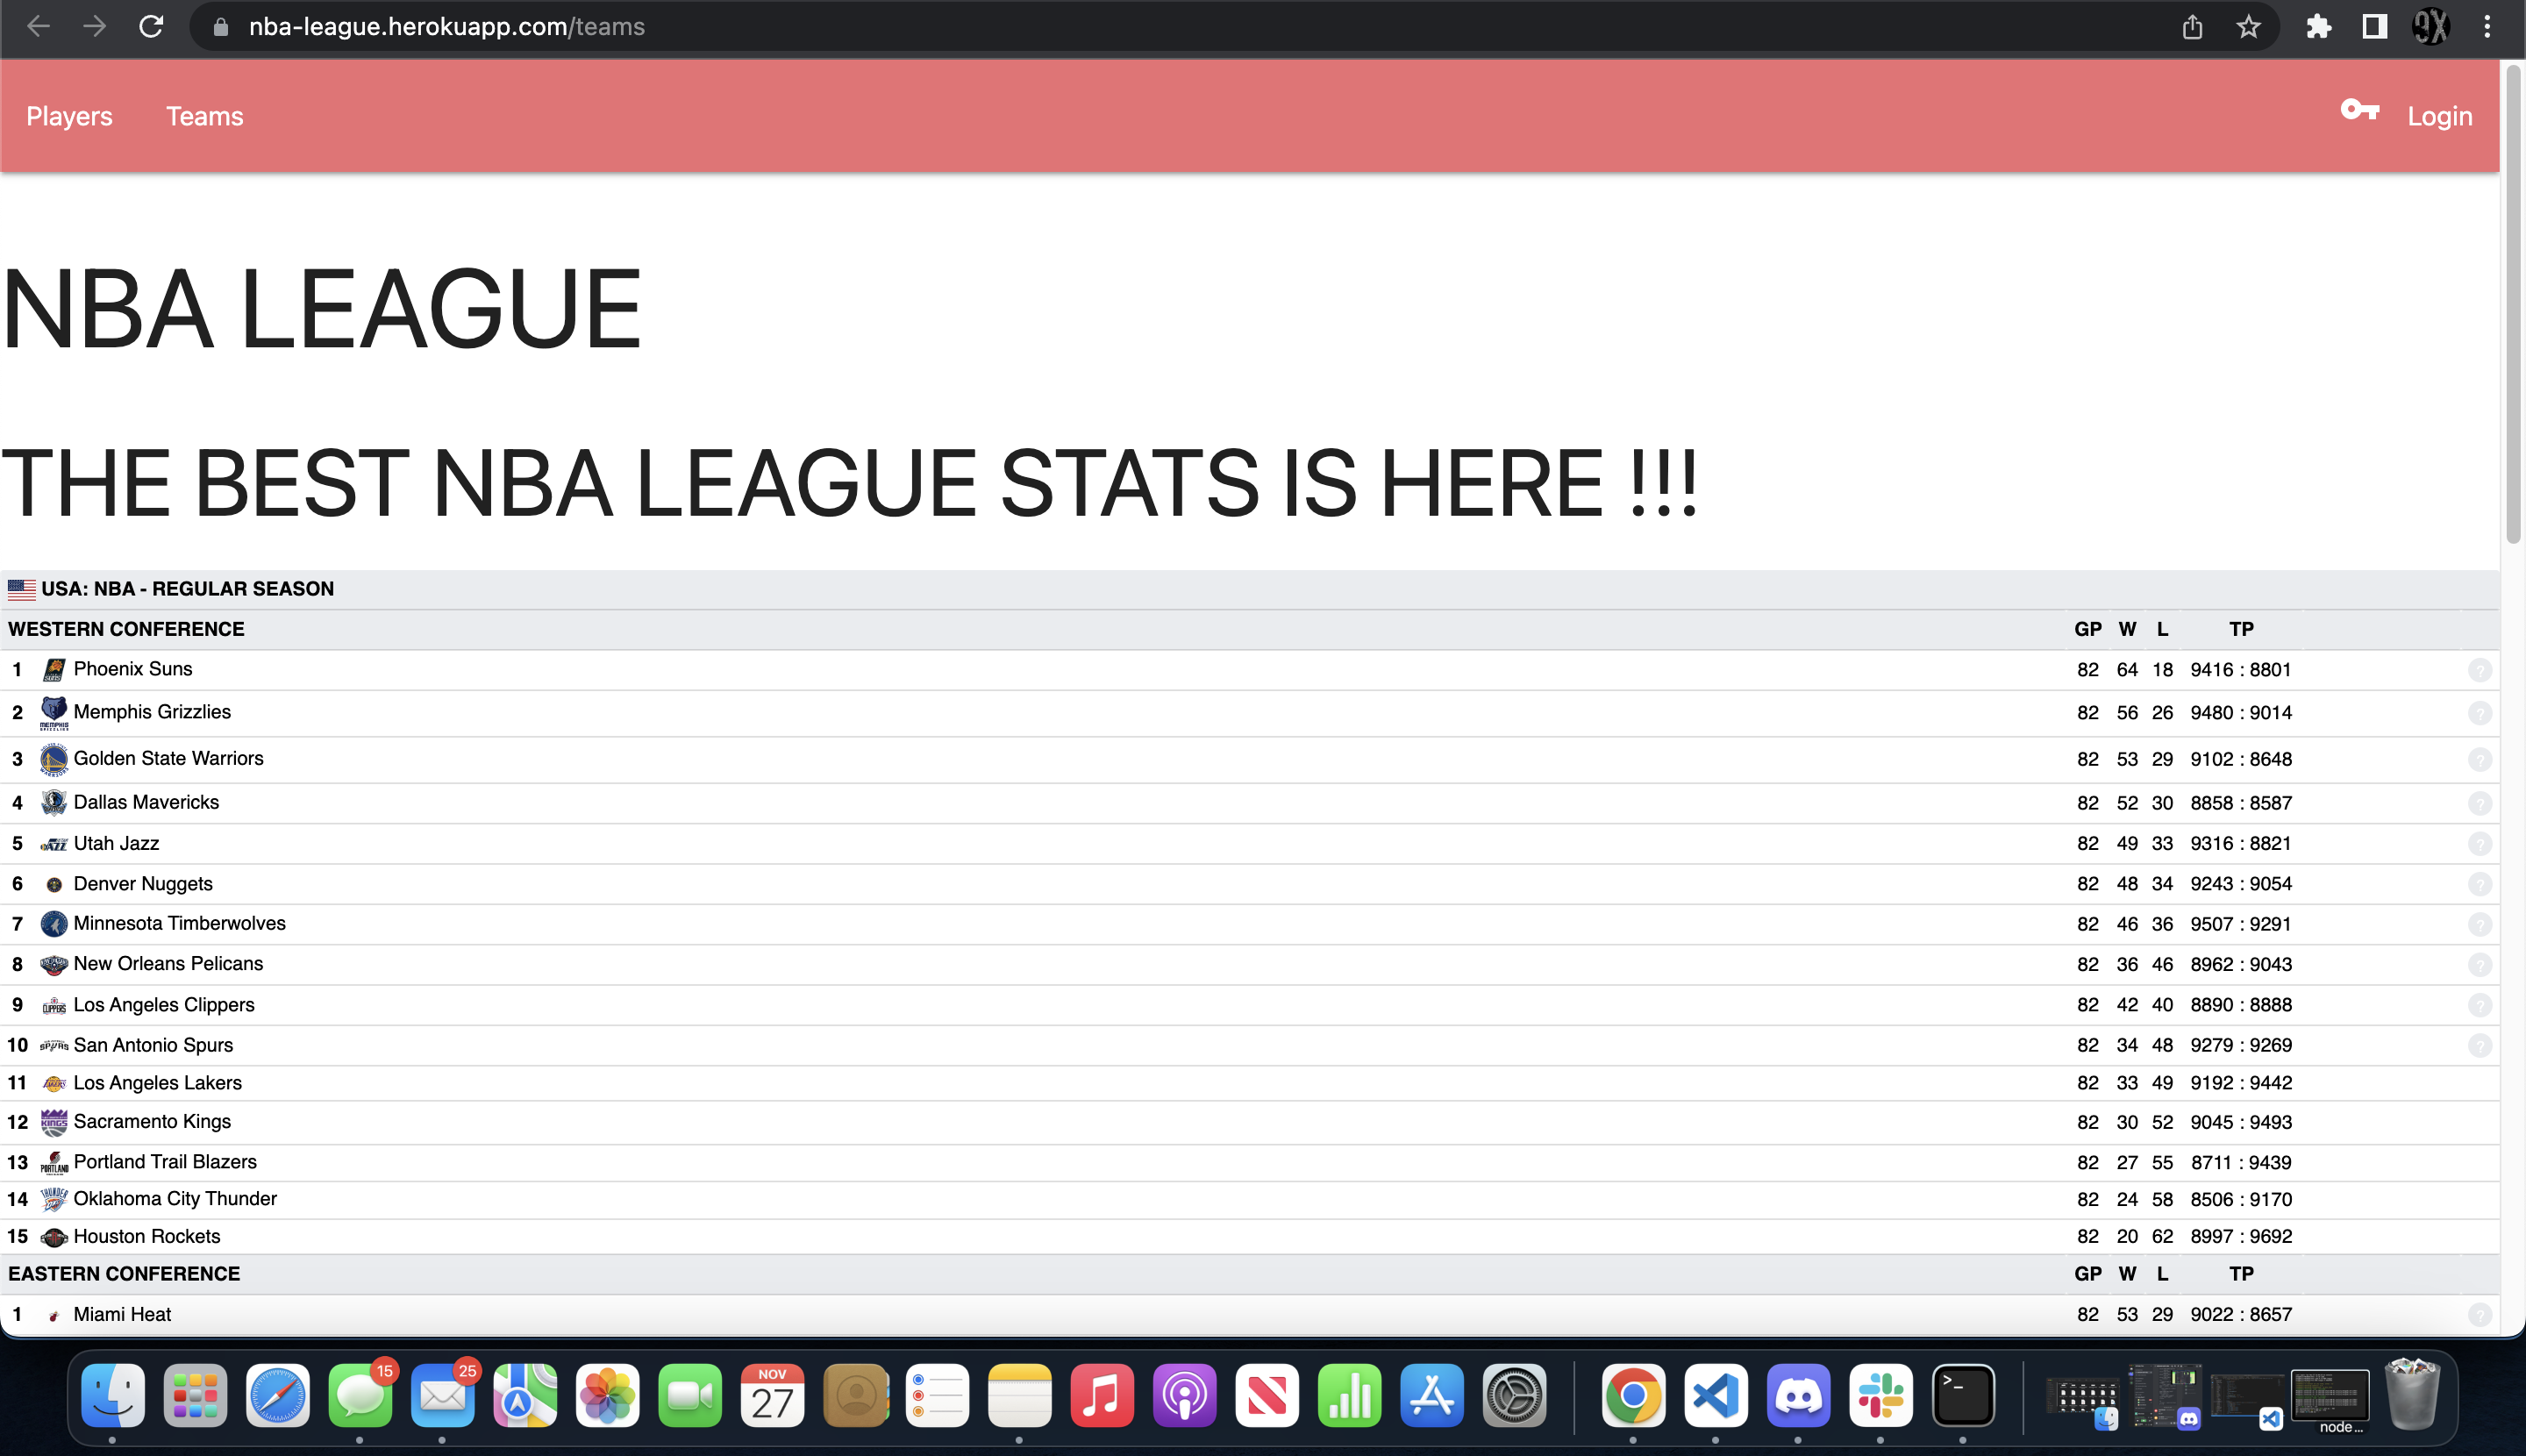 nba-league.herokuapp.com/teams
Players Teams Login
NBA LEAGUE
THE BEST NBA LEAGUE STATS IS HERE !!!
USA: NBA - REGULAR SEASON
WESTERN CONFERENCE GP W L TP
1 Phoenix Suns 82 64 18 9416 : 8801 ?
2 Memphis Grizzlies 82 56 26 9480 : 9014 ?
3 Golden State Warriors 82 53 29 9102 : 8648 ?
4 Dallas Mavericks 82 52 30 8858 : 8587 ?
5 Utah Jazz 82 49 33 9316 : 8821 ?
6 Denver Nuggets 82 48 34 9243 : 9054 ?
7 Minnesota Timberwolves 82 46 36 9507 : 9291 ?
8 New Orleans Pelicans 82 36 46 8962 : 9043 ?
9 Los Angeles Clippers 82 42 40 8890 : 8888 ?
10 San Antonio Spurs 82 34 48 9279 : 9269 ?
11 Los Angeles Lakers 82 33 49 9192 : 9442
12 Sacramento Kings 82 30 52 9045 : 9493
13 Portland Trail Blazers 82 27 55 8711 : 9439
14 Oklahoma City Thunder 82 24 58 8506 : 9170
15 Houston Rockets 82 20 62 8997 : 9692
EASTERN CONFERENCE GP W L TP
1 Miami Heat 82 53 29 9022 : 8657 ?
15 25 NOV
27
node ...